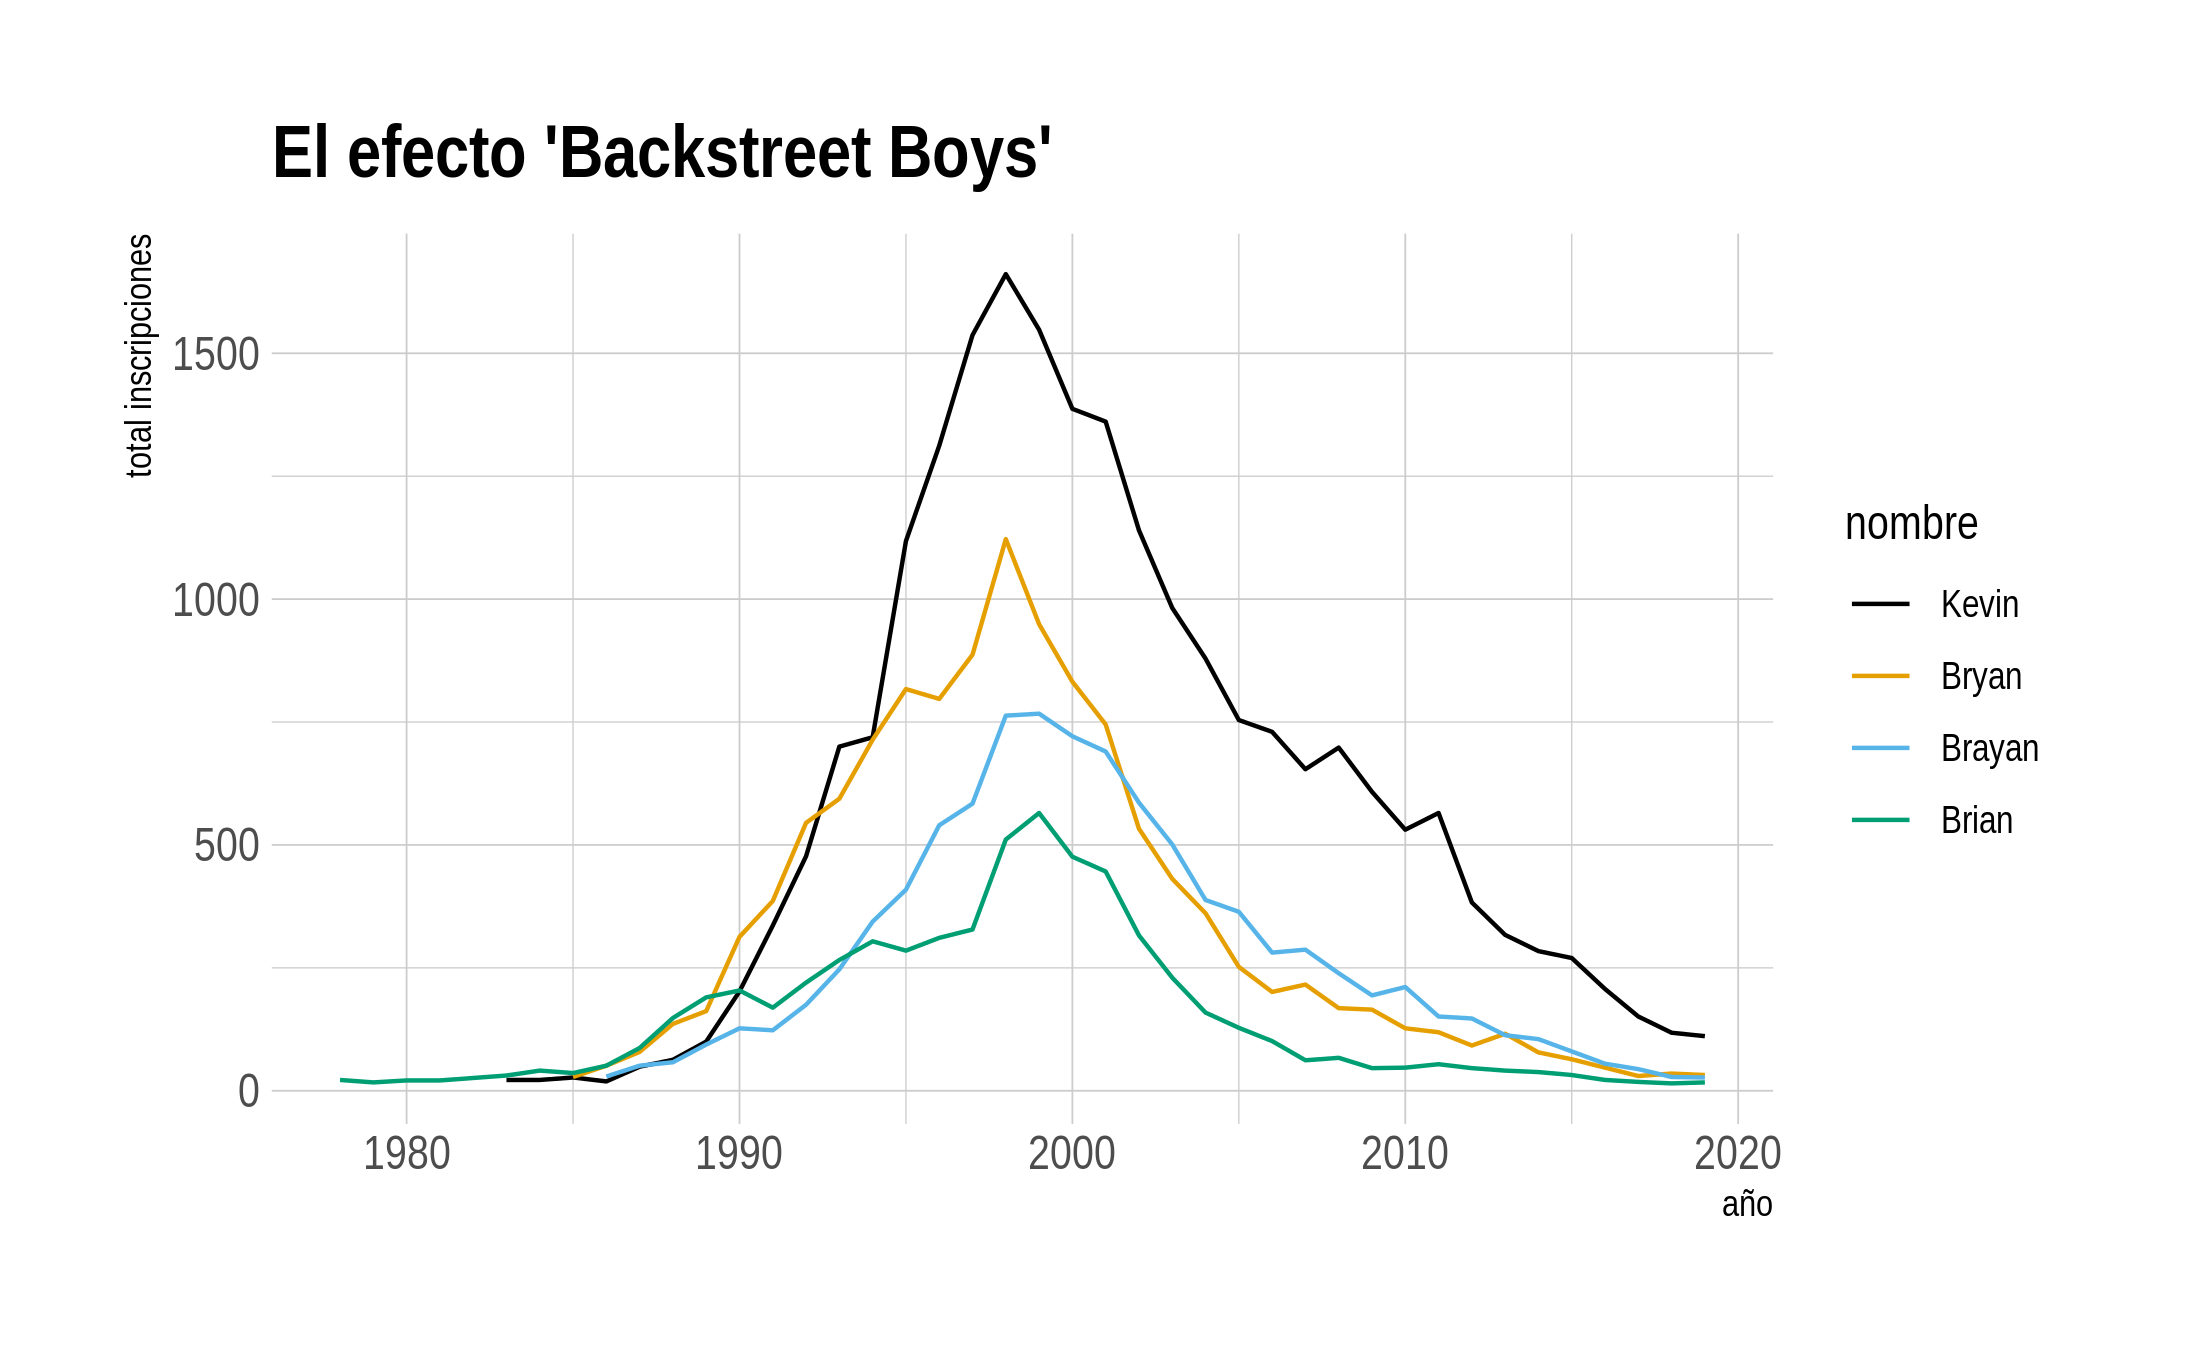 El efecto 'Backstreet Boys'
total inscripciones
1500
1000
500
0
1980
1990
2000
2010
2020
año
nombre
Kevin
Bryan
Brayan
Brian